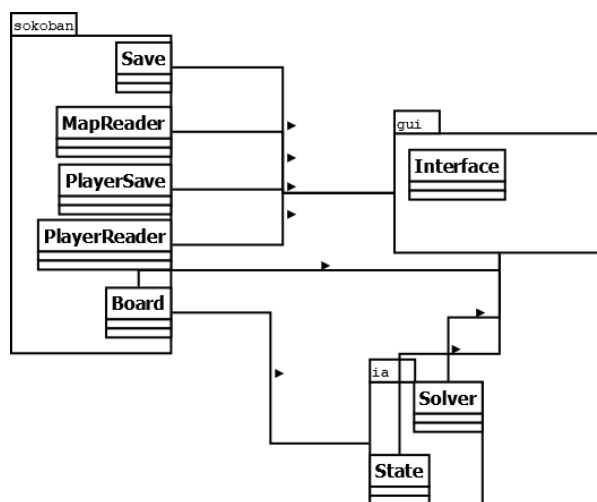 sokoban
Save
MapReader
PlayerSave
PlayerReader
Board
gui
Interface
ia
Solver
State